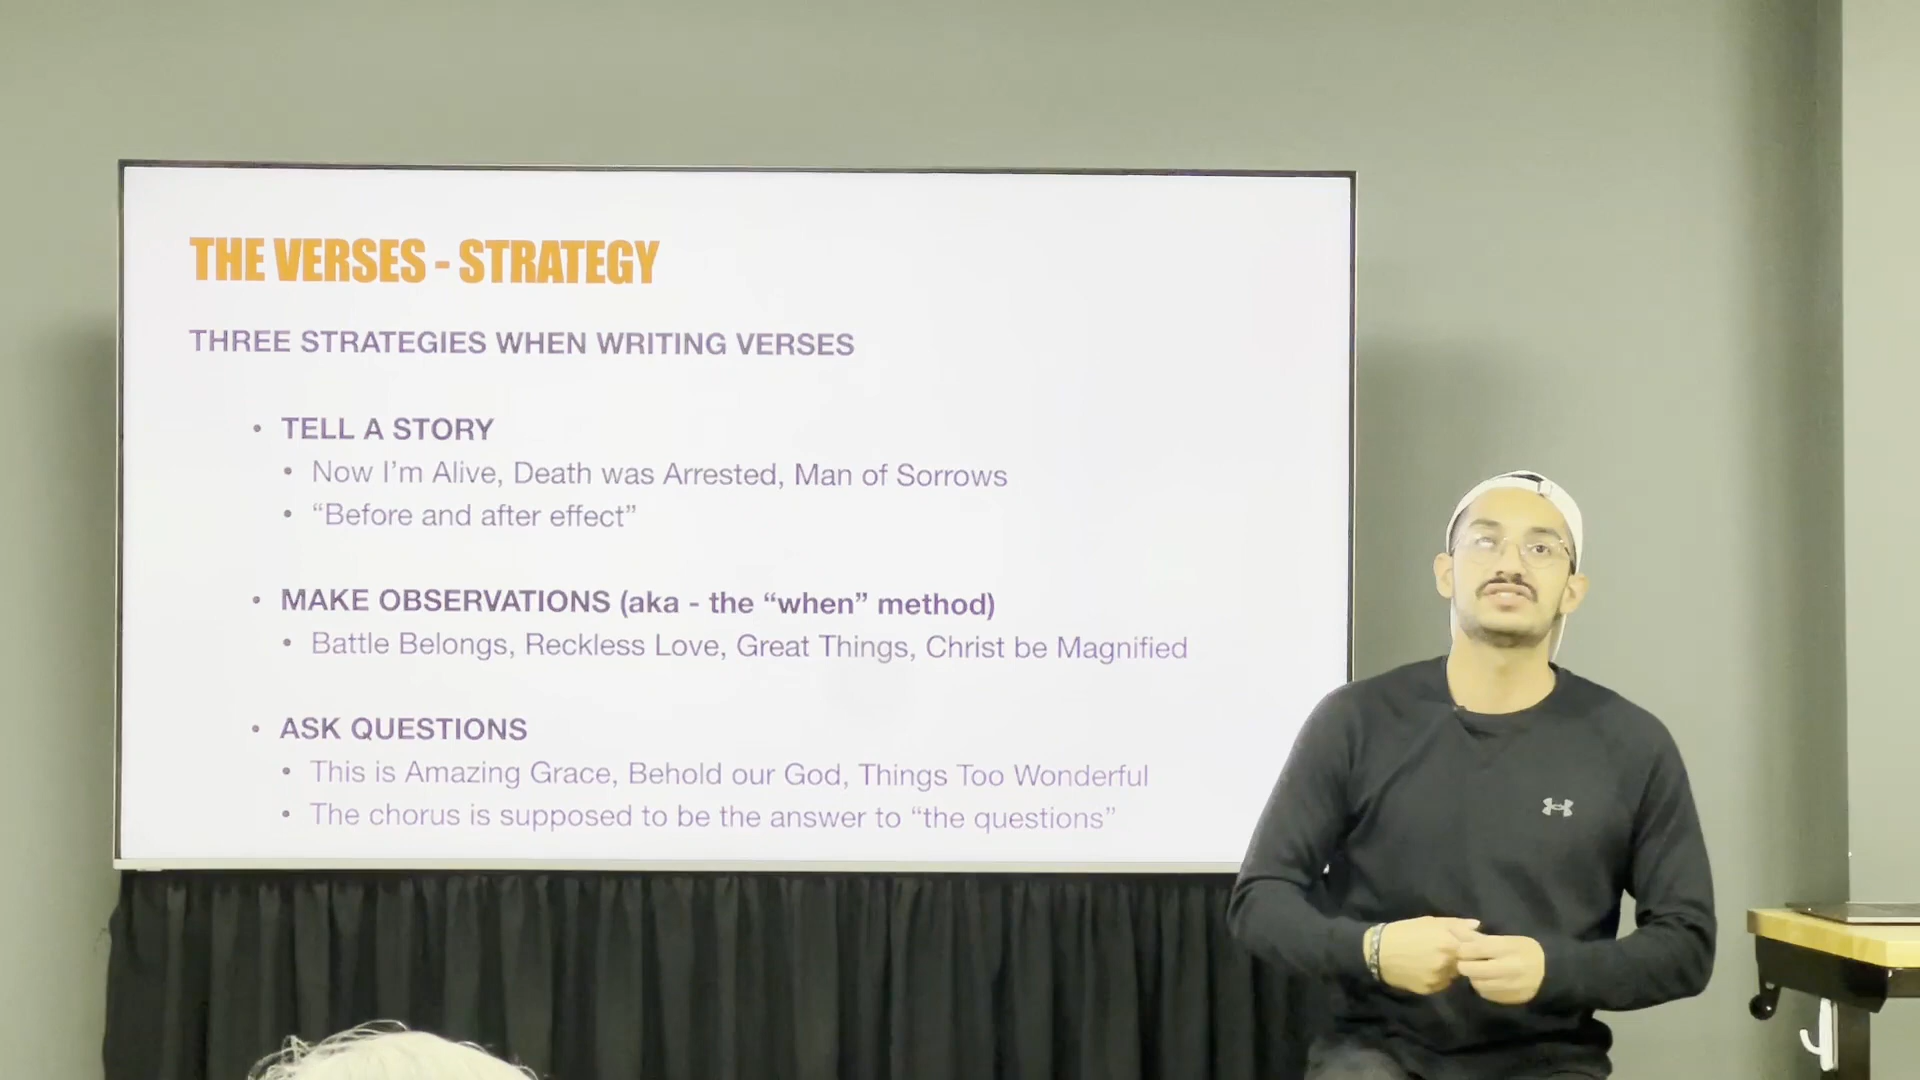 THE VERSES - STRATEGY
THREE STRATEGIES WHEN WRITING VERSES
• TELL A STORY
• Now I’m Alive, Death was Arrested, Man of Sorrows
• “Before and after effect”
• MAKE OBSERVATIONS (aka - the “when” method)
• Battle Belongs, Reckless Love, Great Things, Christ be Magnified
• ASK QUESTIONS
• This is Amazing Grace, Behold our God, Things Too Wonderful
• The chorus is supposed to be the answer to “the questions”